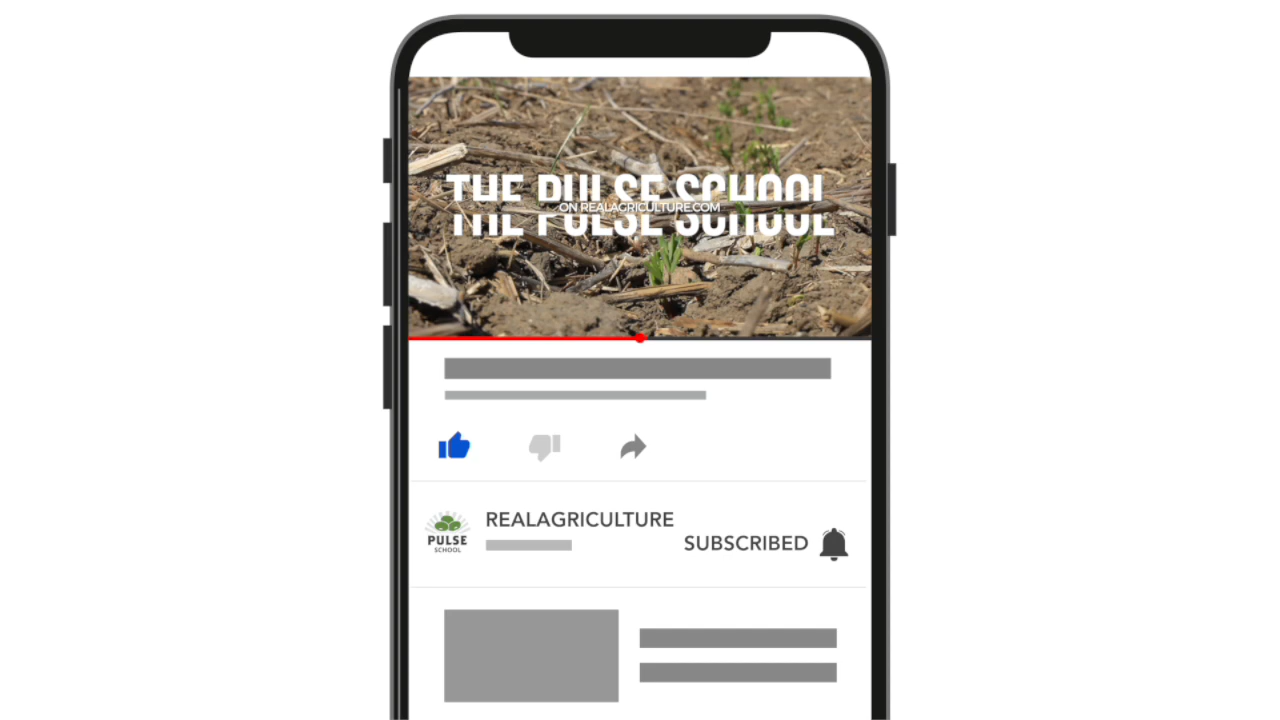 THE PULSE SCHOOL
ON REALAGRICULTURE.COM
PULSE
SCHOOL
REALAGRICULTURE
SUBSCRIBED